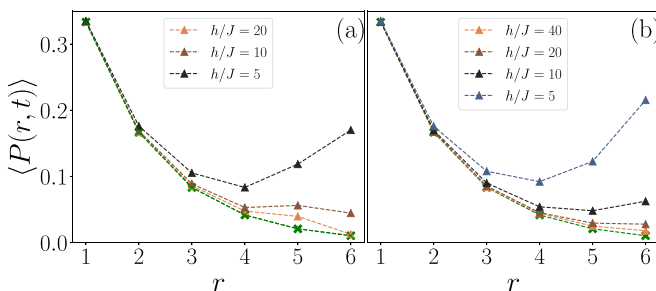 (a)
h/J = 20
h/J = 10
h/J = 5
(b)
h/J = 40
h/J = 20
h/J = 10
h/J = 5
⟨P(r, t)⟩
0.3
0.2
0.1
0.0
1 2 3 4 5 6
1 2 3 4 5 6
r
r